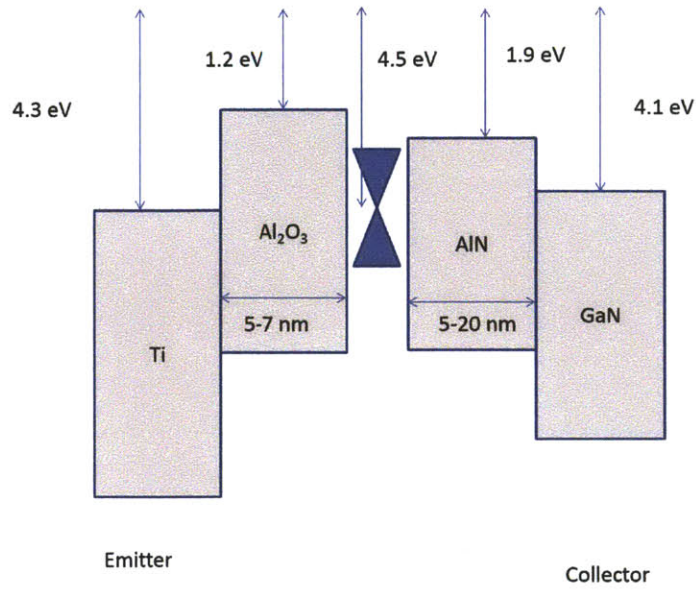 1.2 eV
4.5 eV
1.9 eV
4.3 eV
4.1 eV
Al₂O₃
AlN
5-7 nm
5-20 nm
GaN
Ti
Emitter
Collector